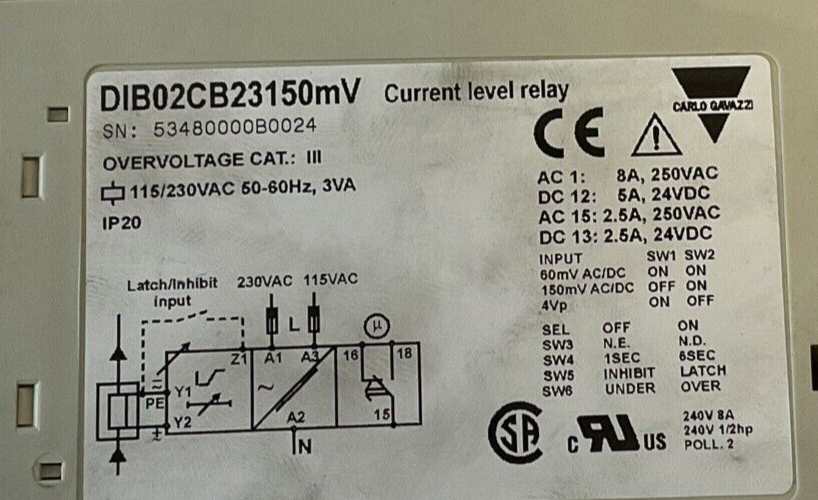 DIB02CB23150mV Current level relay
CARLO GAVAZZI
SN: 53480000B0024
CE
OVERVOLTAGE CAT.: III
115/230VAC 50-60Hz, 3VA
IP20
AC 1: 8A, 250VAC
DC 12: 5A, 24VDC
AC 15: 2.5A, 250VAC
DC 13: 2.5A, 24VDC
INPUT SW1 SW2
60mV AC/DC ON ON
150mV AC/DC OFF ON
4Vp ON OFF
SEL OFF ON
SW3 N.E. N.D.
SW4 1SEC 6SEC
SW5 INHIBIT LATCH
SW6 UNDER OVER
Latch/Inhibit
input
230VAC 115VAC
L
µ
Z1 A1 A3 16 18
Y1
PE
Y2
A2
15
N
SA
c RU US
240V 8A
240V 1/2hp
POLL. 2